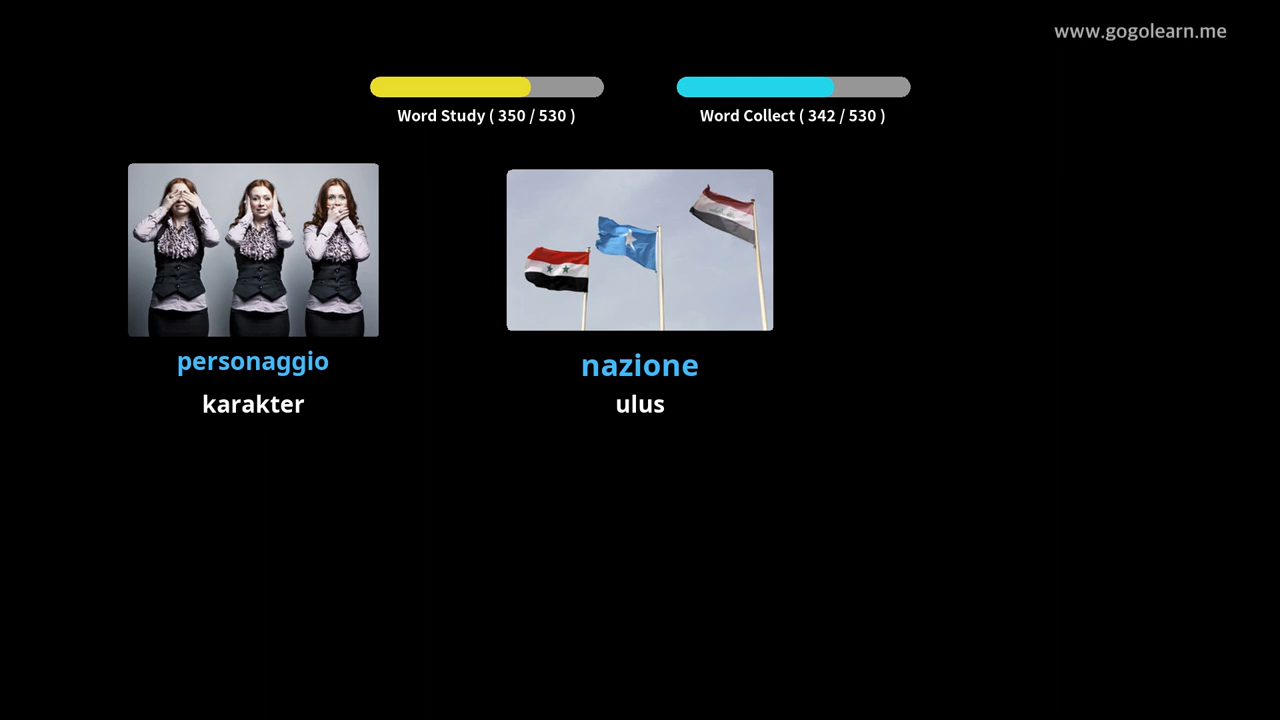 www.gogolearn.me
Word Study ( 350 / 530 )
Word Collect ( 342 / 530 )
personaggio
karakter
nazione
ulus